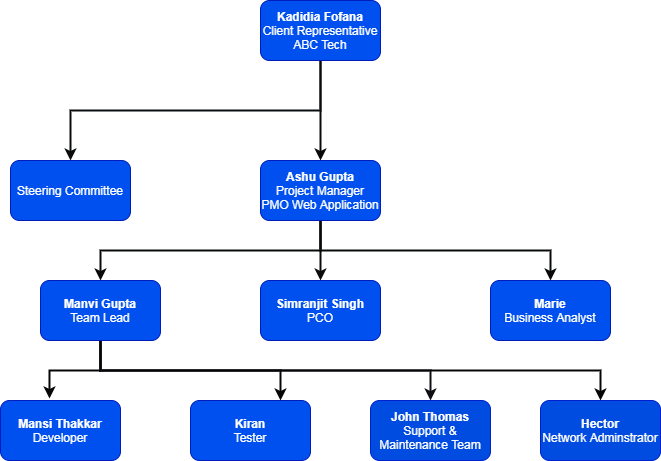 Kadidia Fofana
Client Representative
ABC Tech
Steering Committee
Ashu Gupta
Project Manager
PMO Web Application
Manvi Gupta
Team Lead
Simranjit Singh
PCO
Marie
Business Analyst
Mansi Thakkar
Developer
Kiran
Tester
John Thomas
Support &
Maintenance Team
Hector
Network Adminstrator